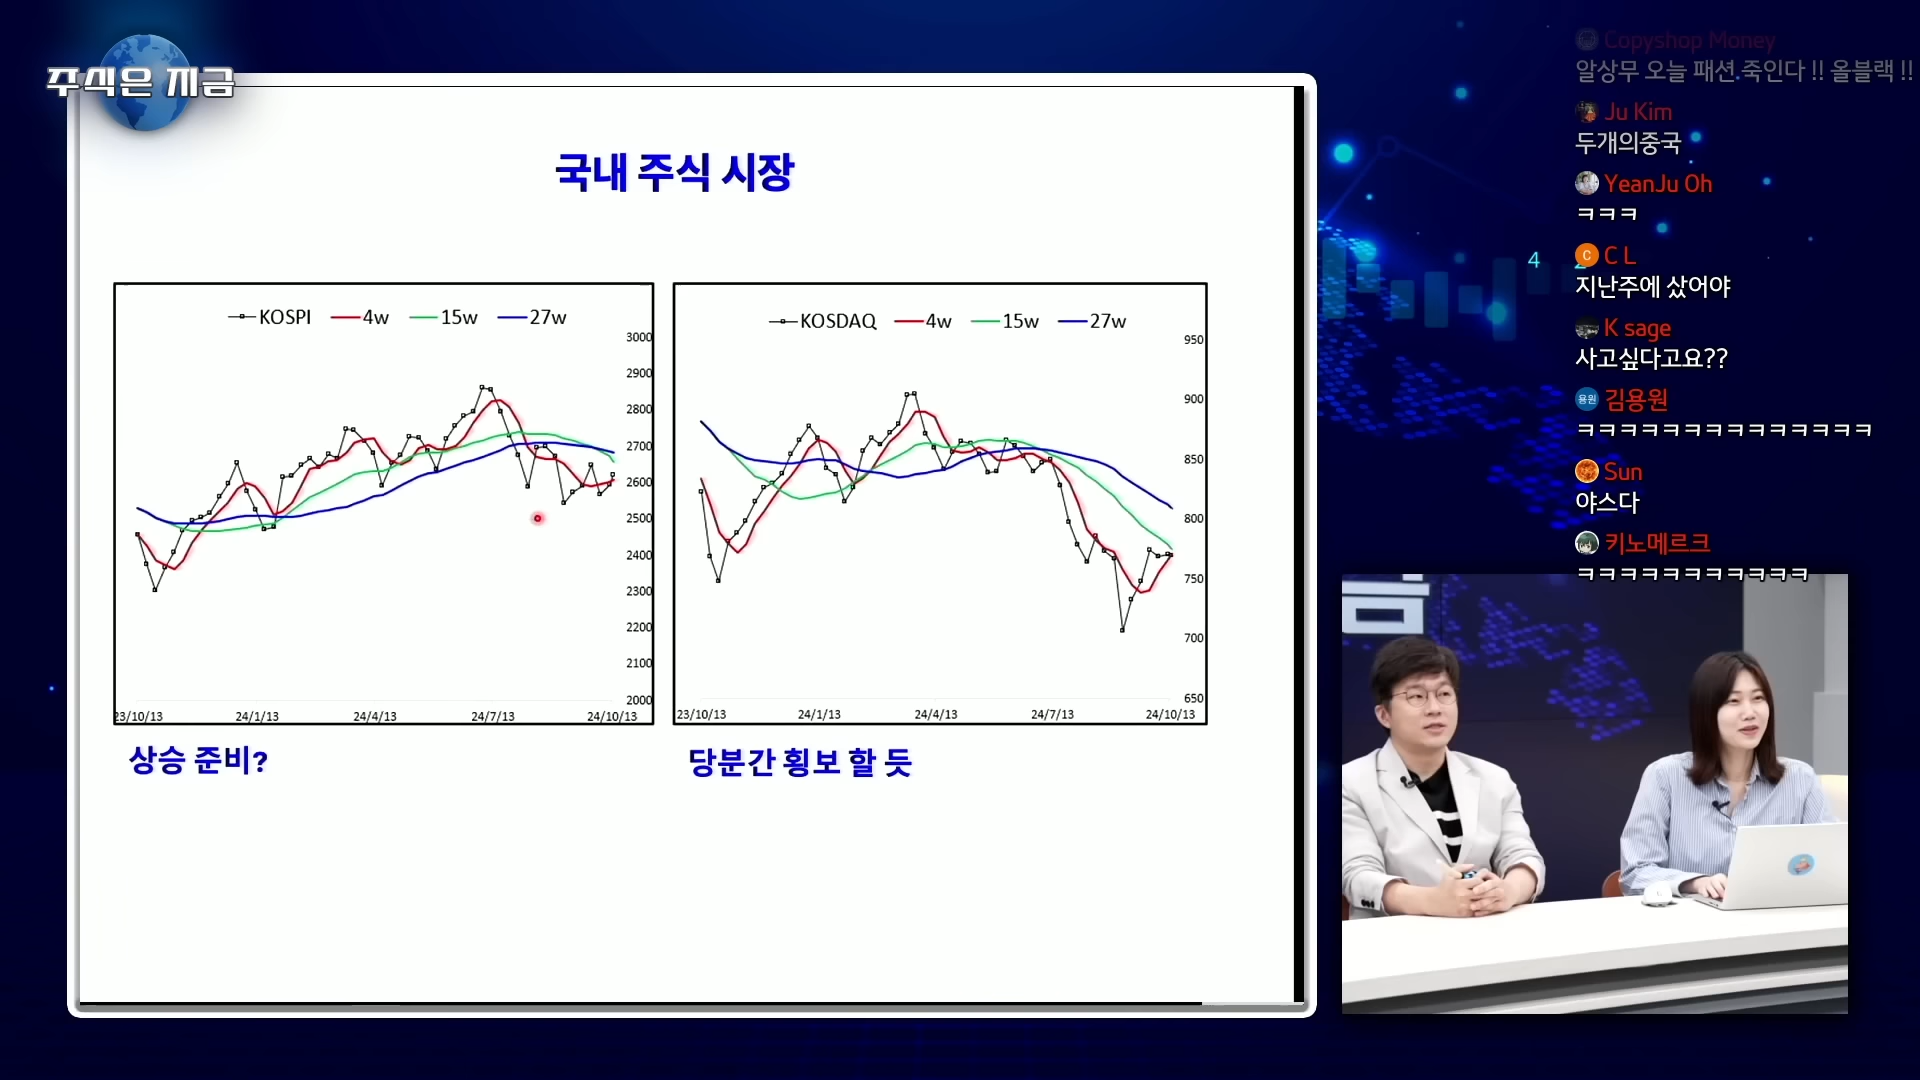 주식은 지금
국내 주식 시장
KOSPI 4w 15w 27w
3000
2900
2800
2700
2600
2500
2400
2300
2200
2100
2000
23/10/13 24/1/13 24/4/13 24/7/13 24/10/13
상승 준비?
KOSDAQ 4w 15w 27w
950
900
850
800
750
700
650
23/10/13 24/1/13 24/4/13 24/7/13 24/10/13
당분간 횡보 할 듯
4
Copyshop Money
알상무 오늘 패션.죽인다 !! 올블랙 !!
Ju Kim
두개의중국
YeanJu Oh
ㅋㅋㅋ
C
C L
지난주에 샀어야
K sage
사고싶다고요??
용원
김용원
ㅋㅋㅋㅋㅋㅋㅋㅋㅋㅋㅋㅋㅋㅋ
Sun
야스다
키노메르크
ㅋㅋㅋㅋㅋㅋㅋㅋㅋㅋㅋ